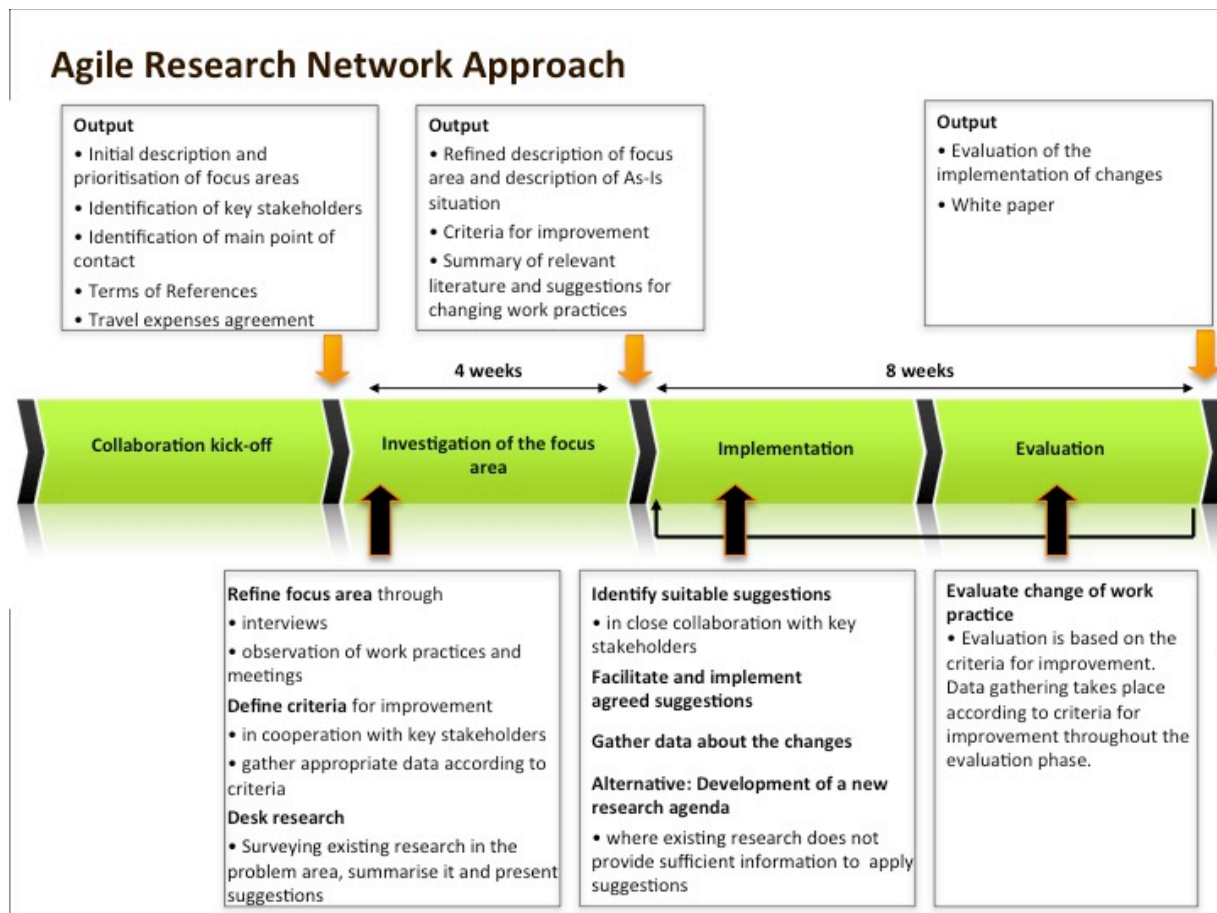 Agile Research Network Approach
Output
• Initial description and
prioritisation of focus areas
• Identification of key stakeholders
• Identification of main point of
contact
• Terms of References
• Travel expenses agreement
Output
• Refined description of focus
area and description of As-Is
situation
• Criteria for improvement
• Summary of relevant
literature and suggestions for
changing work practices
Output
• Evaluation of the
implementation of changes
• White paper
4 weeks
8 weeks
Collaboration kick-off
Investigation of the focus
area
Implementation
Evaluation
Refine focus area through
• interviews
• observation of work practices and
meetings
Define criteria for improvement
• in cooperation with key stakeholders
• gather appropriate data according to
criteria
Desk research
• Surveying existing research in the
problem area, summarise it and present
suggestions
Identify suitable suggestions
• in close collaboration with key
stakeholders
Facilitate and implement
agreed suggestions
Gather data about the changes
Alternative: Development of a new
research agenda
• where existing research does not
provide sufficient information to apply
suggestions
Evaluate change of work
practice
• Evaluation is based on the
criteria for improvement.
Data gathering takes place
according to criteria for
improvement throughout the
evaluation phase.